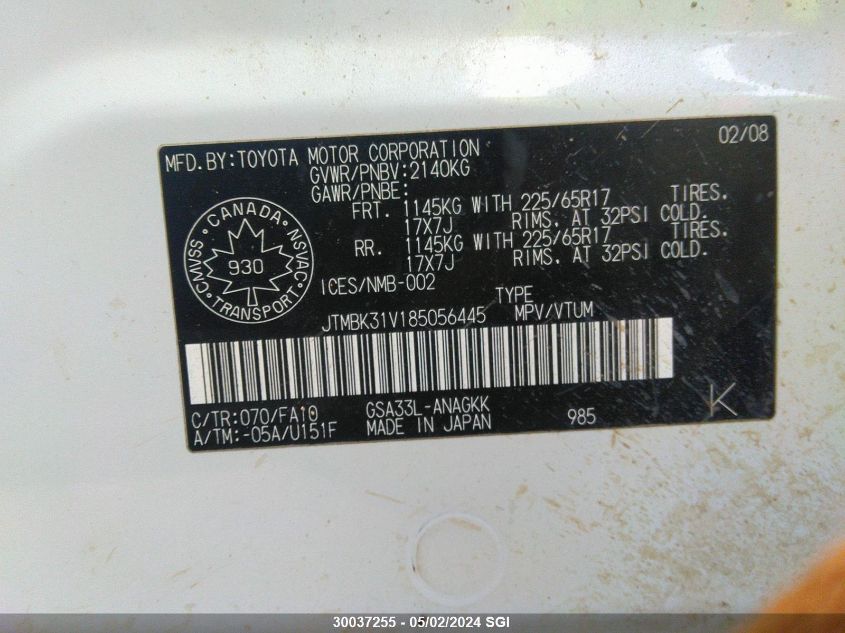 02/08
MFD.BY:TOYOTA MOTOR CORPORATION
GVWR/PNBV:2140KG
GAWR/PNBE:
FRT. 1145KG WITH 225/65R17 TIRES.
17X7J RIMS. AT 32PSI COLD.
RR. 1145KG WITH 225/65R17 TIRES.
17X7J RIMS. AT 32PSI COLD.
CANADA
CMVSS • NSVAC
930
TRANSPORT
ICES/NMB-002
TYPE
JTMBK31V185056445 MPV/VTUM
C/TR:070/FA10 GSA33L-ANAGKK 985 K
A/TM:-05A/U151F MADE IN JAPAN
30037255 - 05/02/2024 SGI